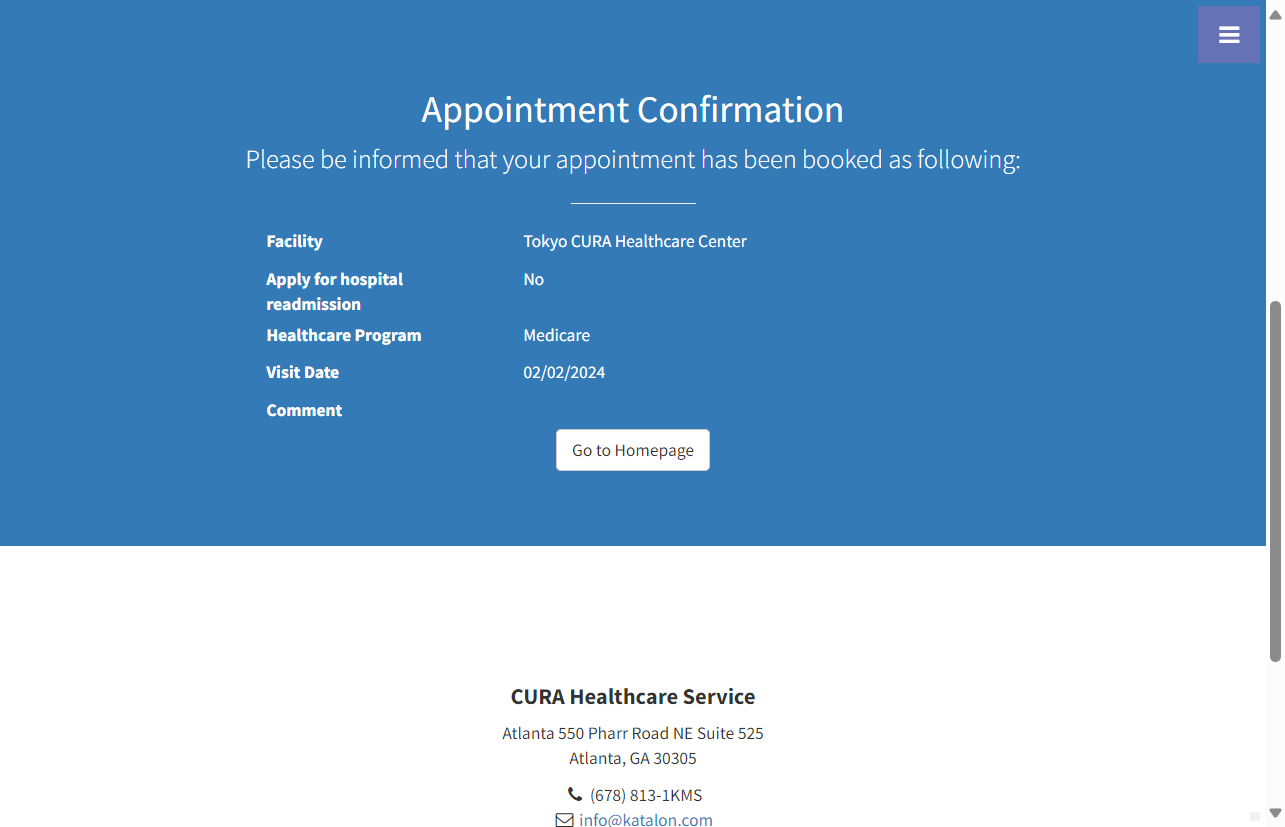 Appointment Confirmation
Please be informed that your appointment has been booked as following:
Facility
Tokyo CURA Healthcare Center
Apply for hospital
readmission
No
Healthcare Program
Medicare
Visit Date
02/02/2024
Comment
Go to Homepage
CURA Healthcare Service
Atlanta 550 Pharr Road NE Suite 525
Atlanta, GA 30305
(678) 813-1KMS
info@katalon.com